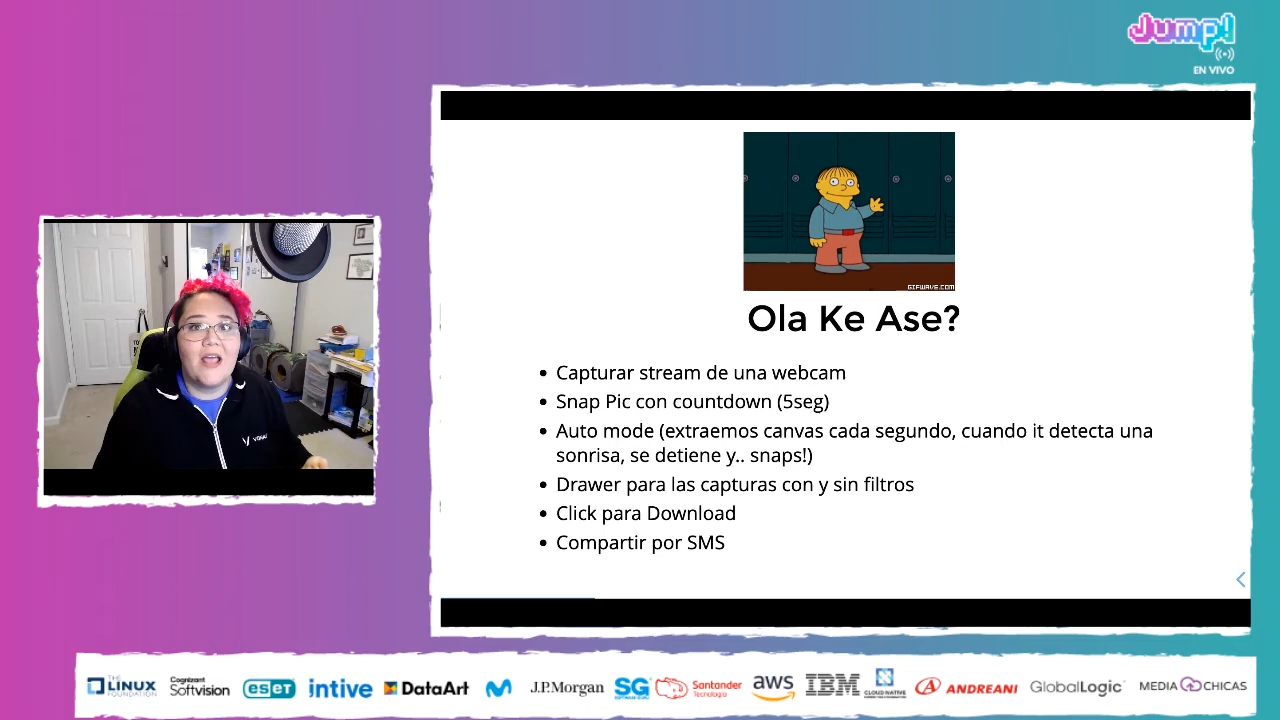 Jump!
EN VIVO
GIFWAVE.COM
Ola Ke Ase?
• Capturar stream de una webcam
• Snap Pic con countdown (5seg)
• Auto mode (extraemos canvas cada segundo, cuando it detecta una
sonrisa, se detiene y.. snaps!)
• Drawer para las capturas con y sin filtros
• Click para Download
• Compartir por SMS
THE LINUX FOUNDATION
Cognizant Softvision
eseT
intive
DataArt
J.P.Morgan
SG
Santander Tecnología
aws
IBM
CLOUD NATIVE
ANDREANI
GlobalLogic
MEDIA CHICAS